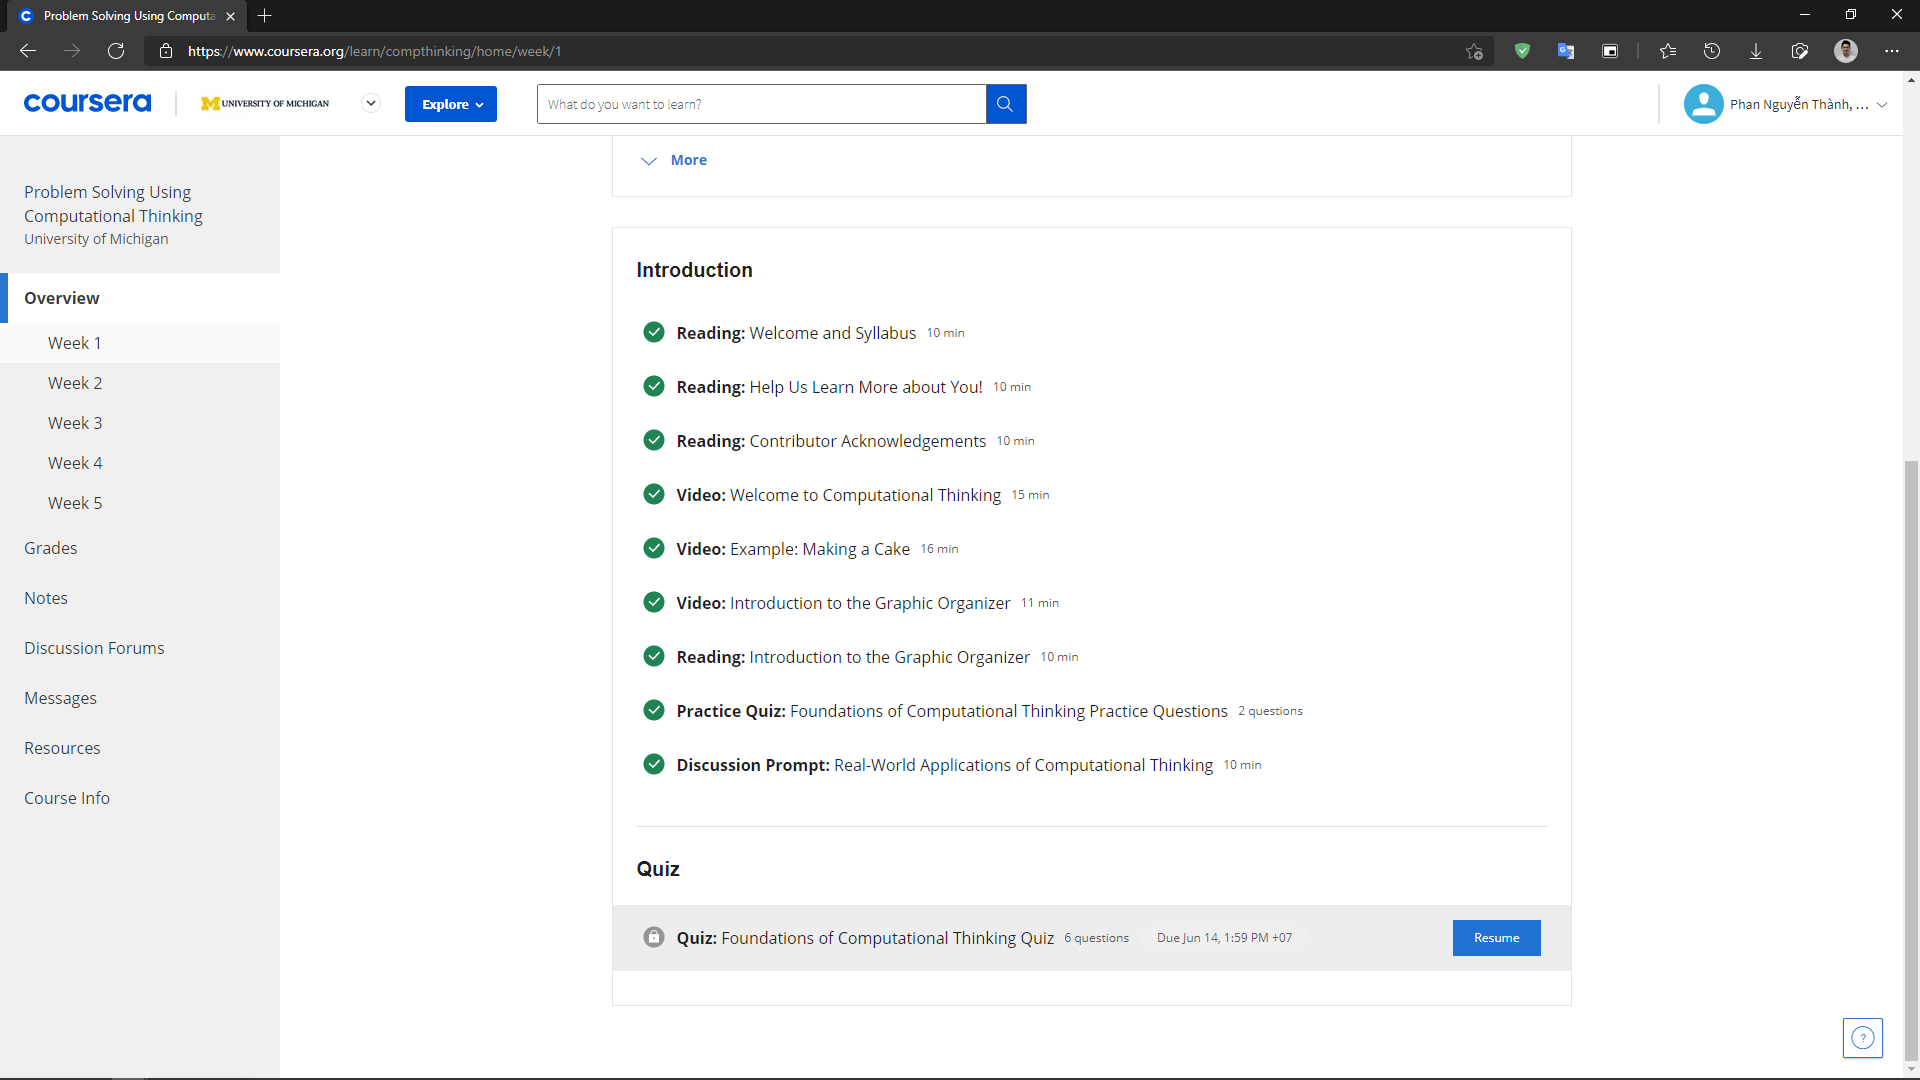 Problem Solving Using Computa
https://www.coursera.org/learn/compthinking/home/week/1
coursera
M UNIVERSITY OF MICHIGAN
Explore
What do you want to learn?
Phan Nguyễn Thành, ...
Problem Solving Using
Computational Thinking
University of Michigan
Overview
Week 1
Week 2
Week 3
Week 4
Week 5
Grades
Notes
Discussion Forums
Messages
Resources
Course Info
More
Introduction
Reading: Welcome and Syllabus 10 min
Reading: Help Us Learn More about You! 10 min
Reading: Contributor Acknowledgements 10 min
Video: Welcome to Computational Thinking 15 min
Video: Example: Making a Cake 16 min
Video: Introduction to the Graphic Organizer 11 min
Reading: Introduction to the Graphic Organizer 10 min
Practice Quiz: Foundations of Computational Thinking Practice Questions 2 questions
Discussion Prompt: Real-World Applications of Computational Thinking 10 min
Quiz
Quiz: Foundations of Computational Thinking Quiz 6 questions Due Jun 14, 1:59 PM +07
Resume
?